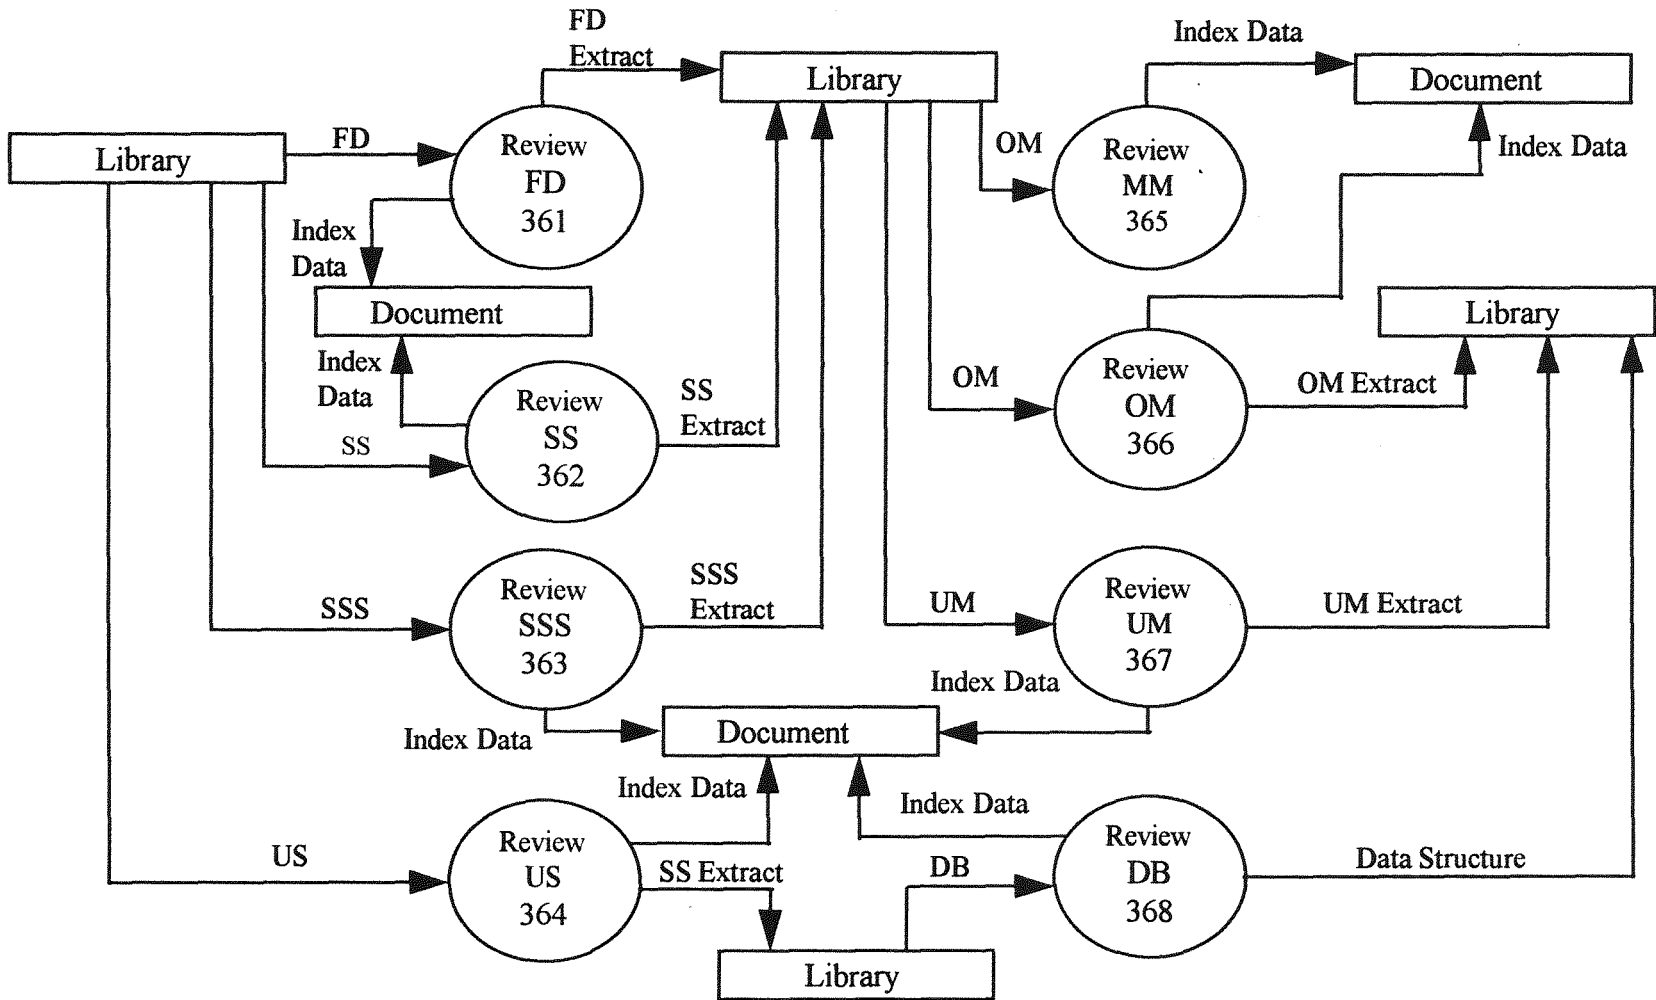 FD
Extract
Index Data
Library
Document
Library
FD
Review
FD
361
OM
Review
MM
365
Index Data
Index
Data
Document
Library
Index
Data
SS
Extract
Review
SS
362
SS
OM
Review
OM
366
OM Extract
SSS
Review
SSS
363
SSS
Extract
UM
Review
UM
367
UM Extract
Index Data
Document
Index Data
Index Data
Index Data
US
Review
US
364
SS Extract
DB
Review
DB
368
Data Structure
Library